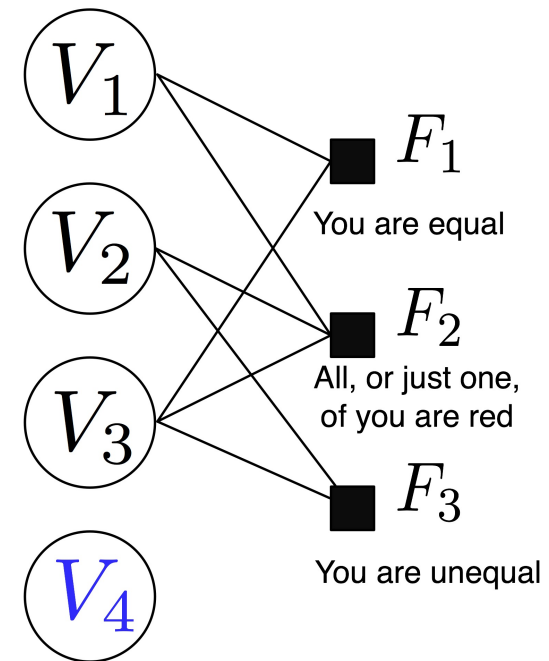 V₁
F₁
You are equal
V₂
F₂
All, or just one,
of you are red
V₃
F₃
You are unequal
V₄